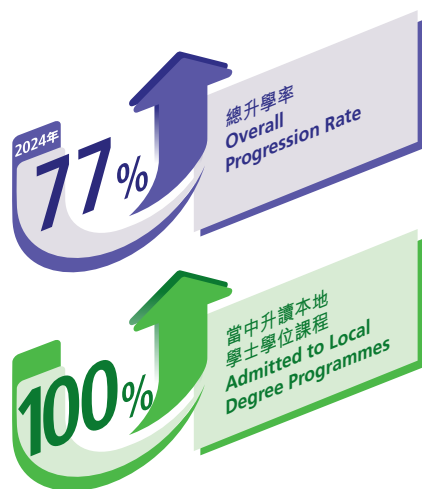 2024年
77%
總升學率
Overall
Progression Rate
100%
當中升讀本地
學士學位課程
Admitted to Local
Degree Programmes